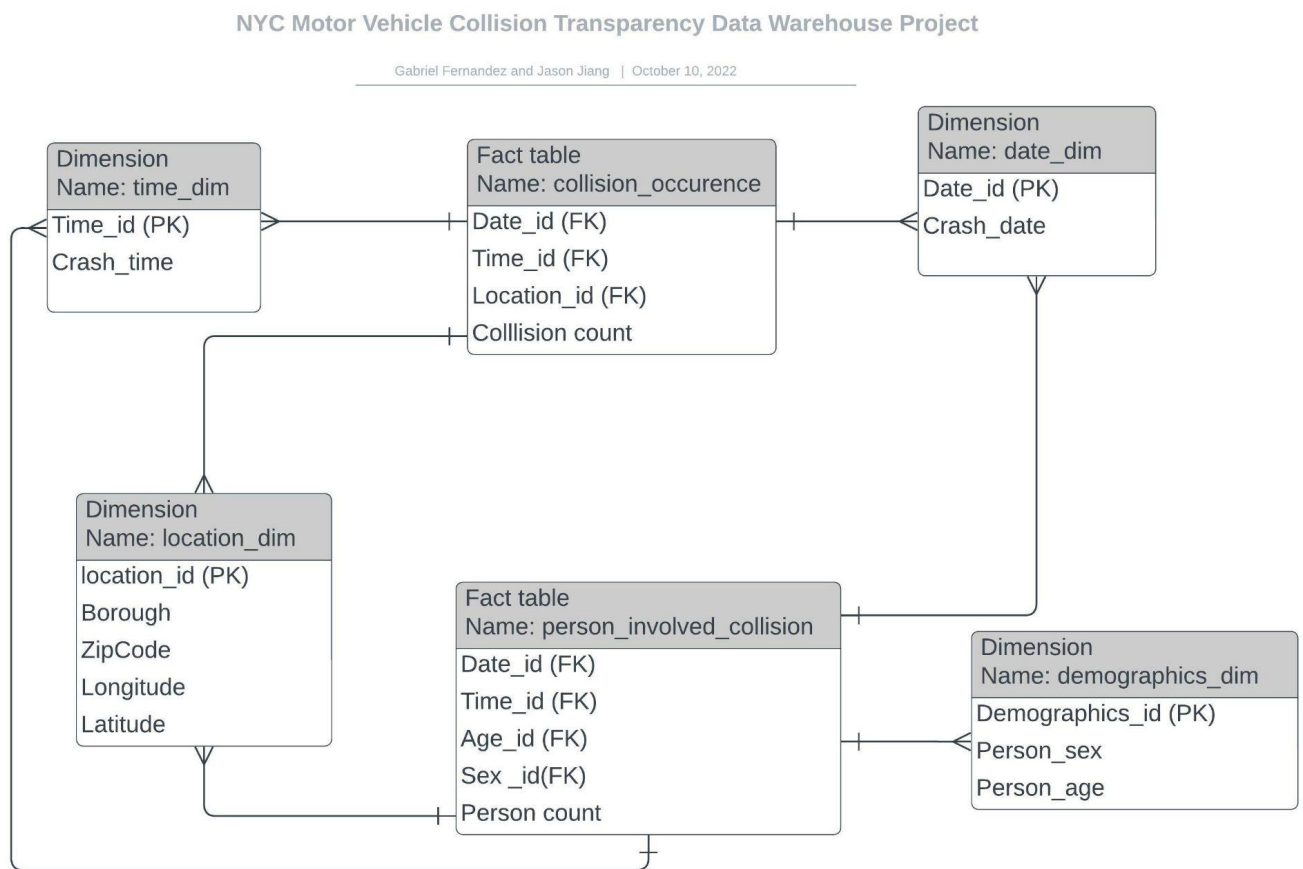 NYC Motor Vehicle Collision Transparency Data Warehouse Project
Gabriel Fernandez and Jason Jiang | October 10, 2022
Dimension
Name: time_dim
Time_id (PK)
Crash_time
Fact table
Name: collision_occurence
Date_id (FK)
Time_id (FK)
Location_id (FK)
Colllision count
Dimension
Name: date_dim
Date_id (PK)
Crash_date
Dimension
Name: location_dim
location_id (PK)
Borough
ZipCode
Longitude
Latitude
Fact table
Name: person_involved_collision
Date_id (FK)
Time_id (FK)
Age_id (FK)
Sex _id(FK)
Person count
Dimension
Name: demographics_dim
Demographics_id (PK)
Person_sex
Person_age